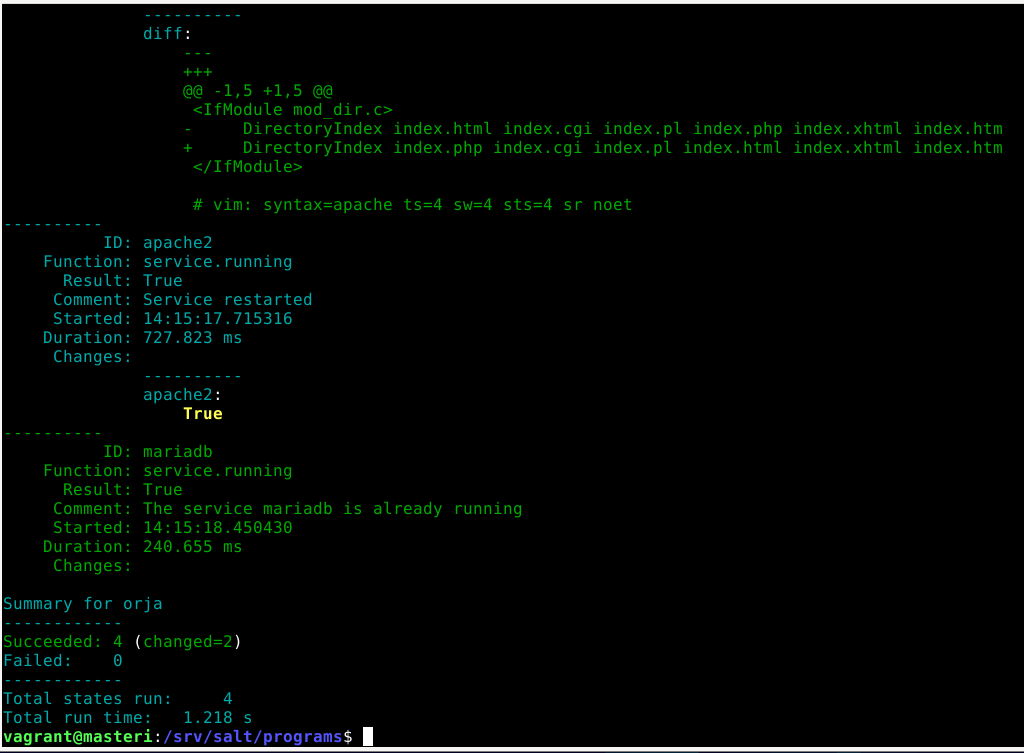 ----------
              diff:
                  ---
                  +++
                  @@ -1,5 +1,5 @@
                   <IfModule mod_dir.c>
                  -     DirectoryIndex index.html index.cgi index.pl index.php index.xhtml index.htm
                  +     DirectoryIndex index.php index.cgi index.pl index.html index.xhtml index.htm
                   </IfModule>
                   # vim: syntax=apache ts=4 sw=4 sts=4 sr noet
----------
          ID: apache2
    Function: service.running
      Result: True
     Comment: Service restarted
     Started: 14:15:17.715316
    Duration: 727.823 ms
     Changes:
              ----------
              apache2:
                  True
----------
          ID: mariadb
    Function: service.running
      Result: True
     Comment: The service mariadb is already running
     Started: 14:15:18.450430
    Duration: 240.655 ms
     Changes:
Summary for orja
------------
Succeeded: 4 (changed=2)
Failed:    0
------------
Total states run:     4
Total run time:   1.218 s
vagrant@masteri:/srv/salt/programs$